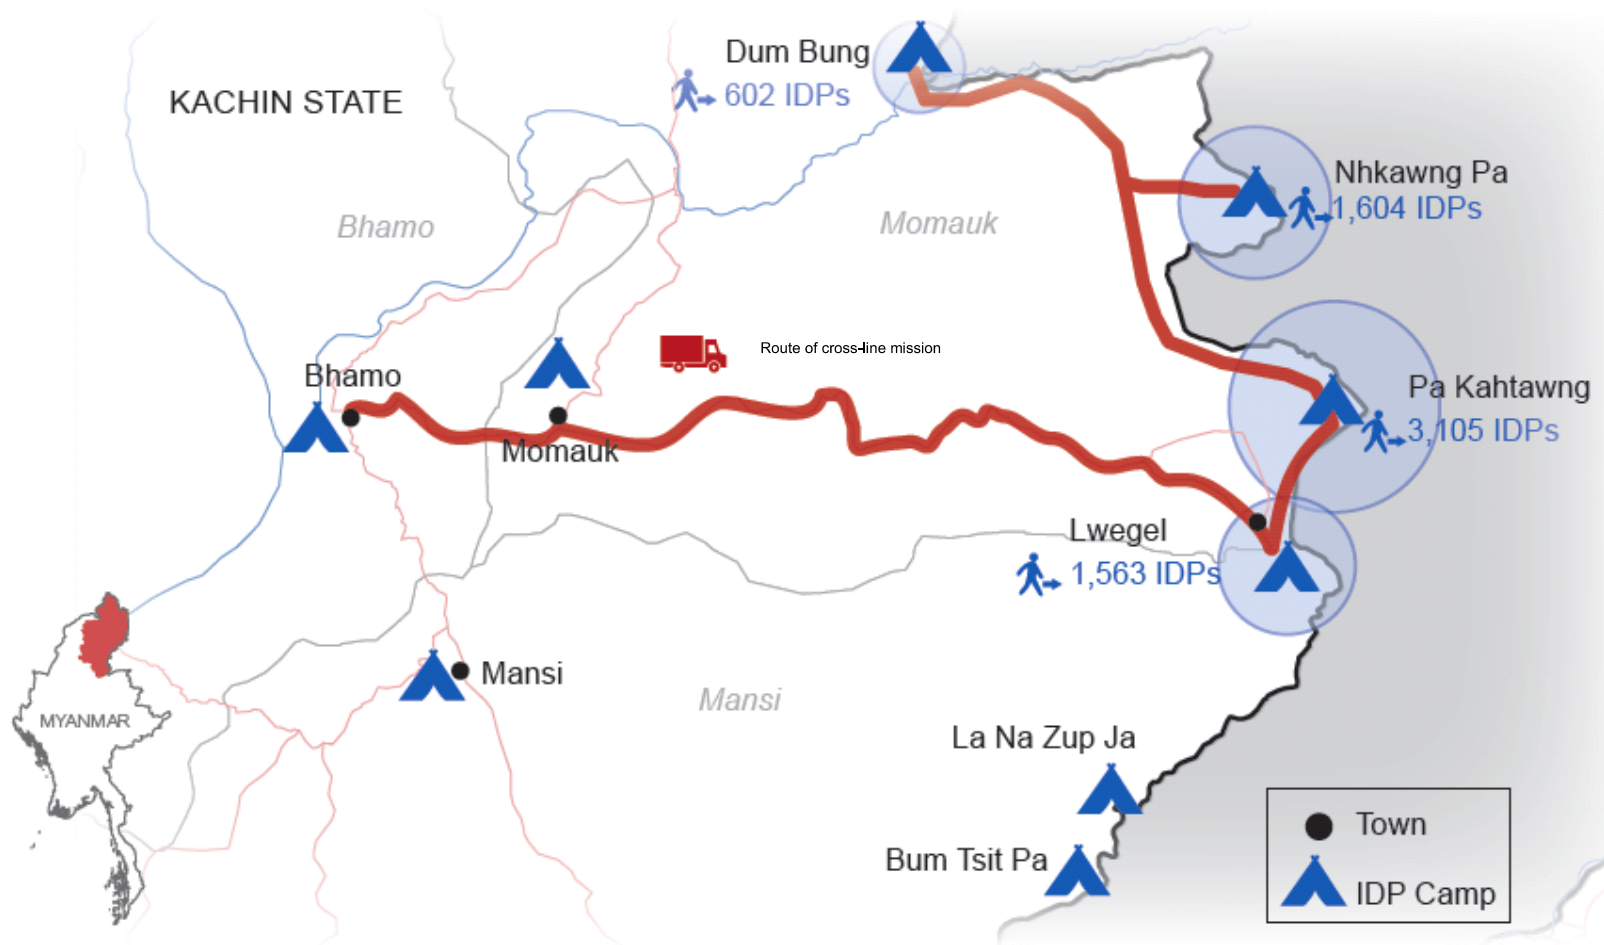 Dum Bung
602 IDPs
KACHIN STATE
Nhkawng Pa
1,604 IDPs
Bhamo
Momauk
Route of cross-line mission
Bhamo
Pa Kahtawng
3,105 IDPs
Momauk
Lwegel
1,563 IDPs
Mansi
Mansi
MYANMAR
La Na Zup Ja
Bum Tsit Pa
Town
IDP Camp